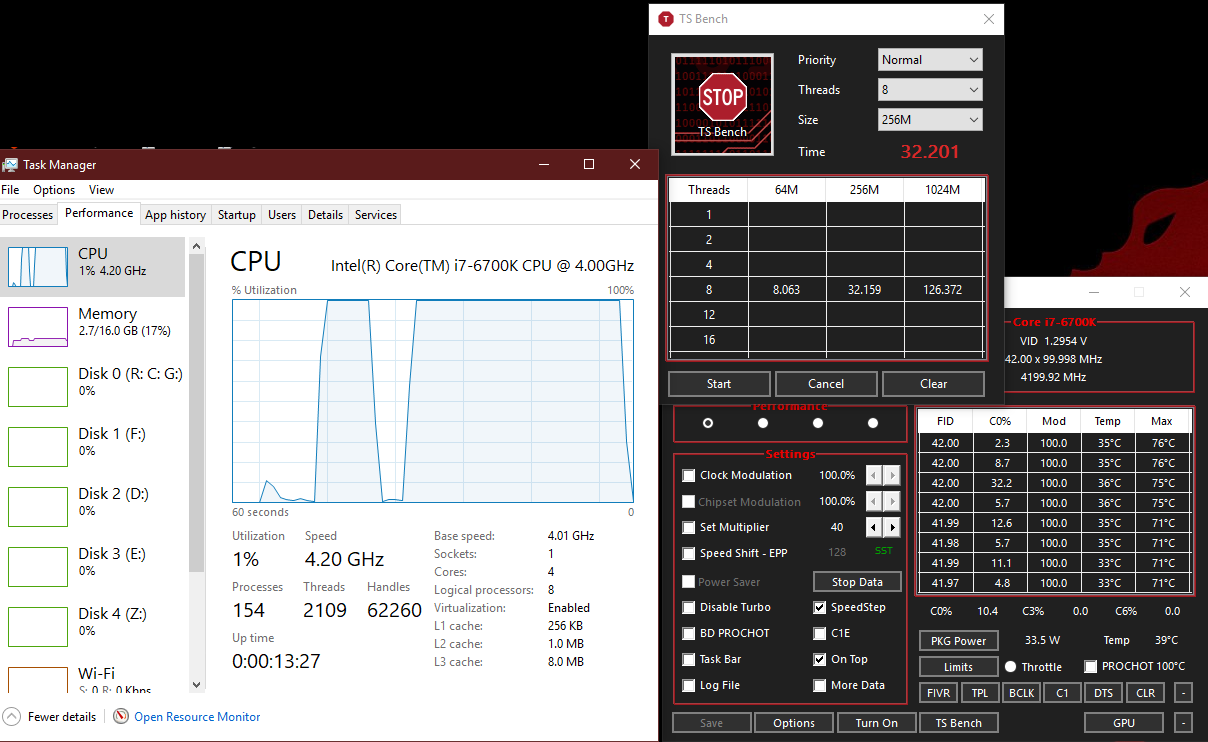 TS Bench
STOP
TS Bench
Priority Normal
Threads 8
Size 256M
Time 32.201
Threads 64M 256M 1024M
1
2
4
8 8.063 32.159 126.372
12
16
Start Cancel Clear
Task Manager
File Options View
Processes Performance App history Startup Users Details Services
CPU
1% 4.20 GHz
Memory
2.7/16.0 GB (17%)
Disk 0 (R: C: G:)
0%
Disk 1 (F:)
0%
Disk 2 (D:)
0%
Disk 3 (E:)
0%
Disk 4 (Z:)
0%
Wi-Fi
S: 0 R: 0 Kbps
CPU Intel(R) Core(TM) i7-6700K CPU @ 4.00GHz
% Utilization 100%
60 seconds 0
Utilization Speed
1% 4.20 GHz
Processes Threads Handles
154 2109 62260
Up time
0:00:13:27
Base speed: 4.01 GHz
Sockets: 1
Cores: 4
Logical processors: 8
Virtualization: Enabled
L1 cache: 256 KB
L2 cache: 1.0 MB
L3 cache: 8.0 MB
Fewer details Open Resource Monitor
Core i7-6700K
VID 1.2954 V
42.00 x 99.998 MHz
4199.92 MHz
Performance
Settings
Clock Modulation 100.0%
Chipset Modulation 100.0%
Set Multiplier 40
Speed Shift - EPP 128 SST
Power Saver Stop Data
Disable Turbo SpeedStep
BD PROCHOT C1E
Task Bar On Top
Log File More Data
Save Options Turn On TS Bench
FID C0% Mod Temp Max
42.00 2.3 100.0 35°C 76°C
42.00 8.7 100.0 35°C 76°C
42.00 32.2 100.0 36°C 75°C
42.00 5.7 100.0 36°C 75°C
41.99 12.6 100.0 35°C 71°C
41.98 5.7 100.0 35°C 71°C
41.99 11.1 100.0 33°C 71°C
41.97 4.8 100.0 33°C 71°C
C0% 10.4 C3% 0.0 C6% 0.0
PKG Power 33.5 W Temp 39°C
Limits Throttle PROCHOT 100°C
FIVR TPL BCLK C1 DTS CLR -
GPU -